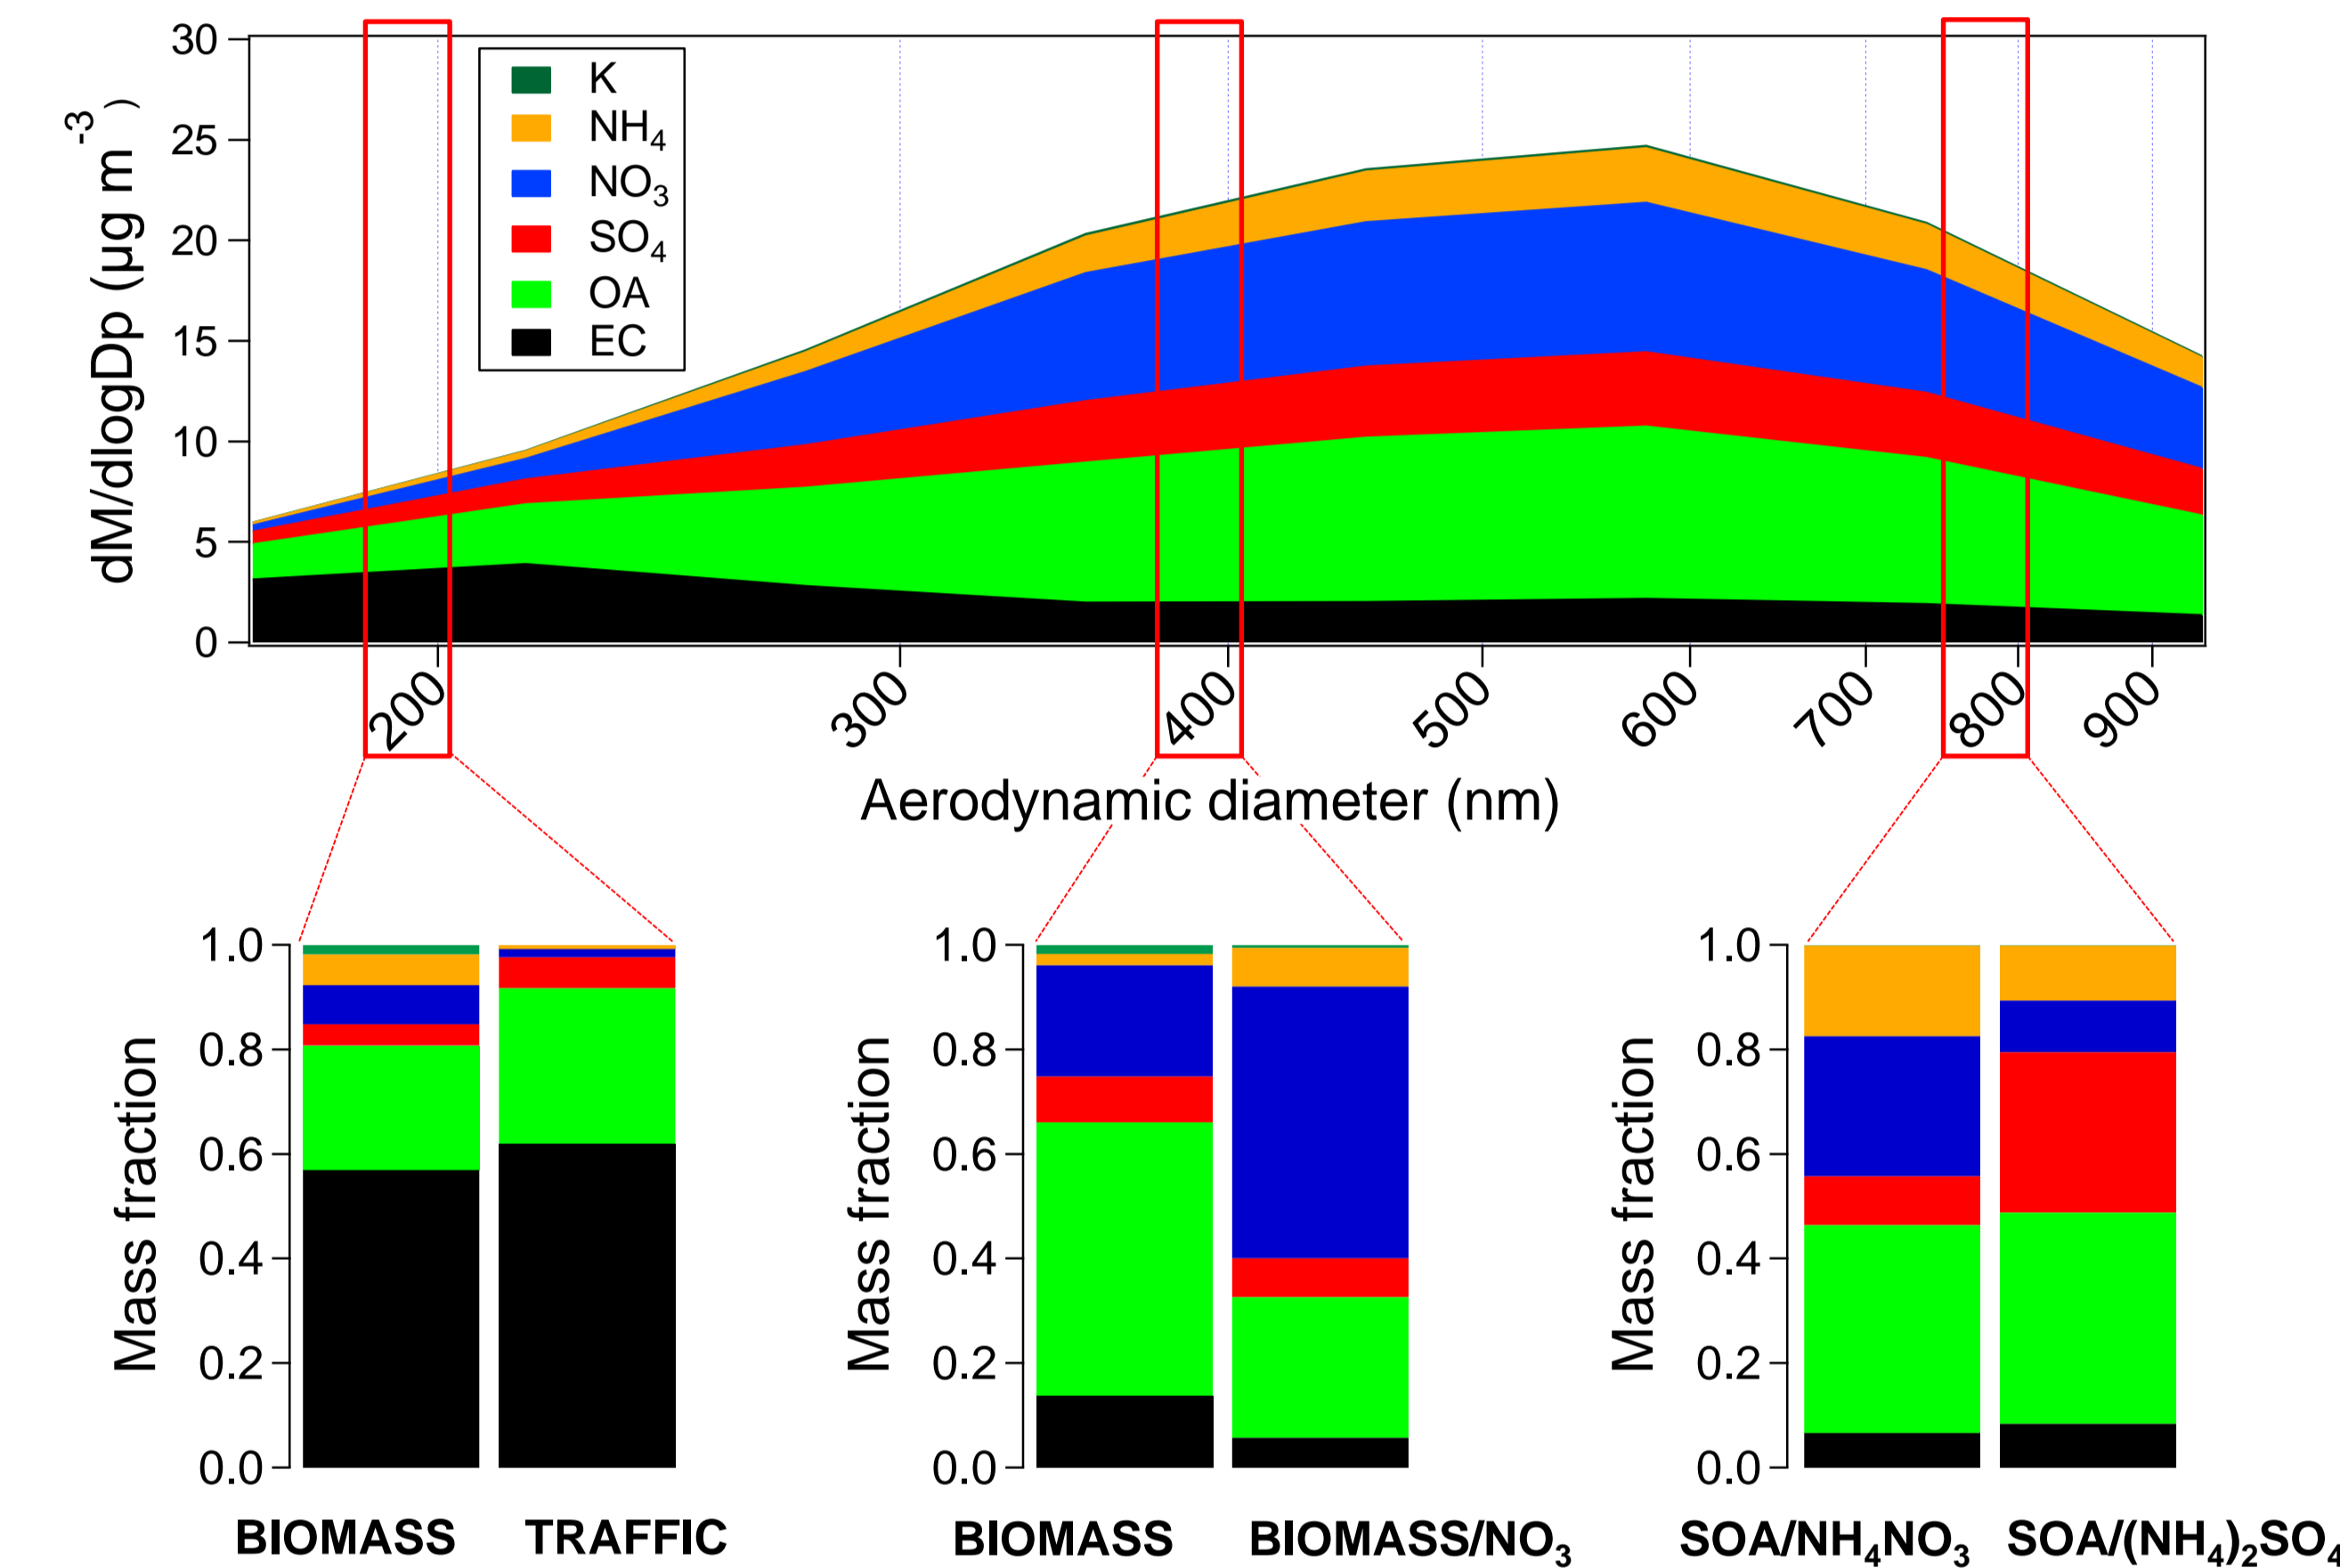 dM/dlogDp (µg m⁻³)
30
25
20
15
10
5
0
K
NH₄
NO₃
SO₄
OA
EC
200 300 400 500 600 700 800 900
Aerodynamic diameter (nm)
Mass fraction
1.0
0.8
0.6
0.4
0.2
0.0
BIOMASS TRAFFIC
Mass fraction
1.0
0.8
0.6
0.4
0.2
0.0
BIOMASS BIOMASS/NO₃
Mass fraction
1.0
0.8
0.6
0.4
0.2
0.0
SOA/NH₄NO₃ SOA/(NH₄)₂SO₄